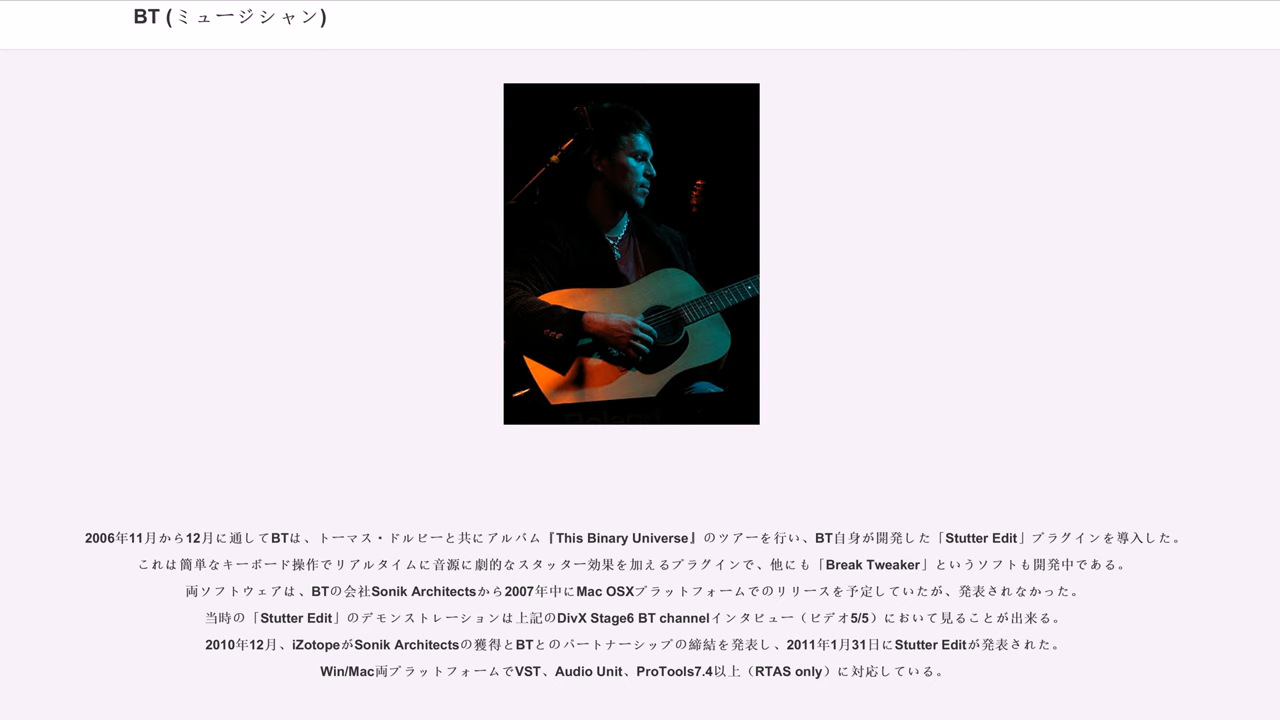 BT (ミュージシャン)
2006年11月から12月に通してBTは、トーマス・ドルビーと共にアルバム『This Binary Universe』のツアーを行い、BT自身が開発した「Stutter Edit」プラグインを導入した。
これは簡単なキーボード操作でリアルタイムに音源に劇的なスタッター効果を加えるプラグインで、他にも「Break Tweaker」というソフトも開発中である。
両ソフトウェアは、BTの会社Sonik Architectsから2007年中にMac OSXプラットフォームでのリリースを予定していたが、発表されなかった。
当時の「Stutter Edit」のデモンストレーションは上記のDivX Stage6 BT channelインタビュー（ビデオ5/5）において見ることが出来る。
2010年12月、iZotopeがSonik Architectsの獲得とBTとのパートナーシップの締結を発表し、2011年1月31日にStutter Editが発表された。
Win/Mac両プラットフォームでVST、Audio Unit、ProTools7.4以上（RTAS only）に対応している。